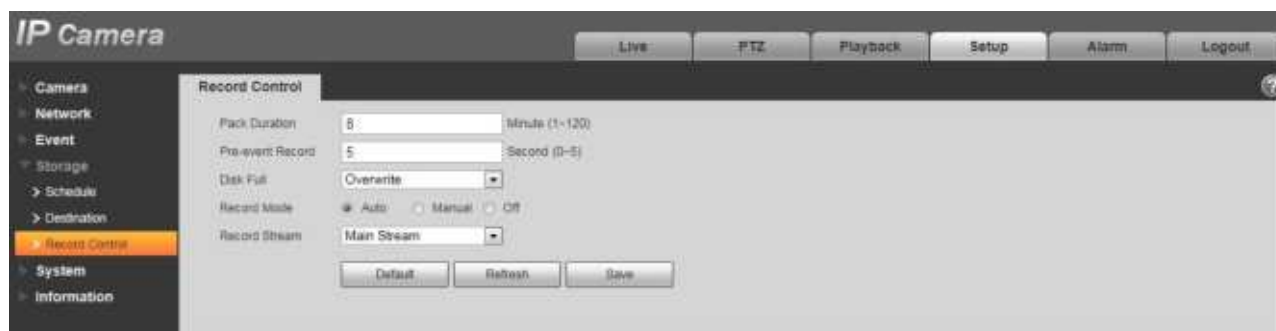 IP Camera
Live
PTZ
Playback
Setup
Alarm
Logout
Camera
Network
Event
Storage
Schedule
Destination
Record Control
System
Information
Record Control
Pack Duration 8 Minute (1~120)
Pre-event Record 5 Second (0~5)
Disk Full Overwrite
Record Mode Auto Manual Off
Record Stream Main Stream
Default Refresh Save
?